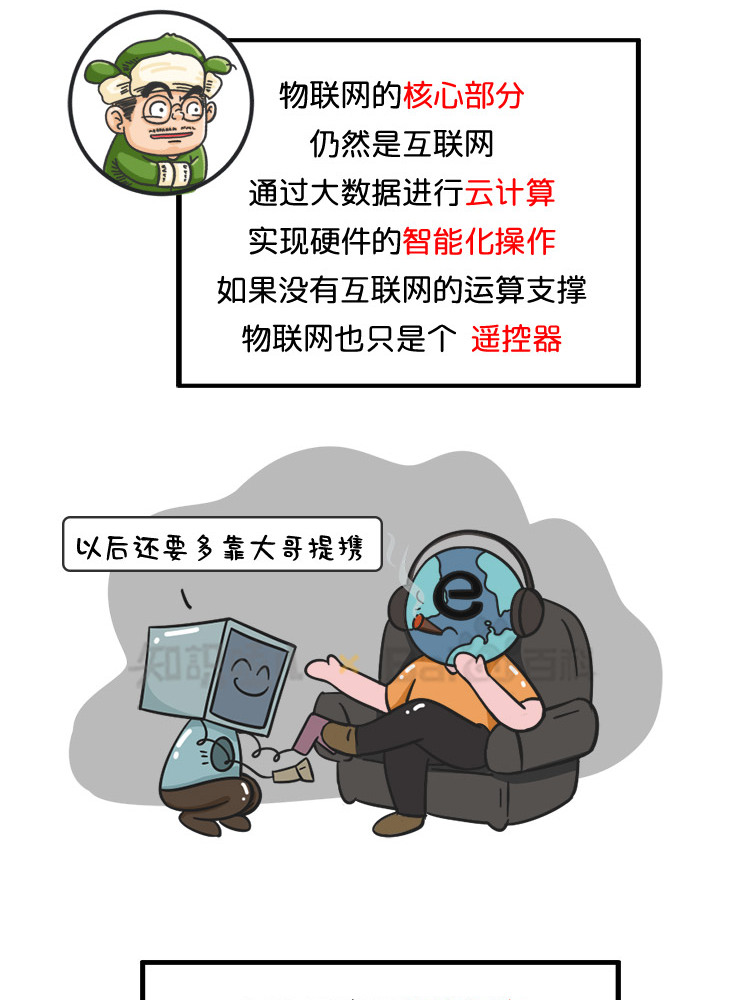 物联网的核心部分
仍然是互联网
通过大数据进行云计算
实现硬件的智能化操作
如果没有互联网的运算支撑
物联网也只是个 遥控器
以后还要多靠大哥提携
e